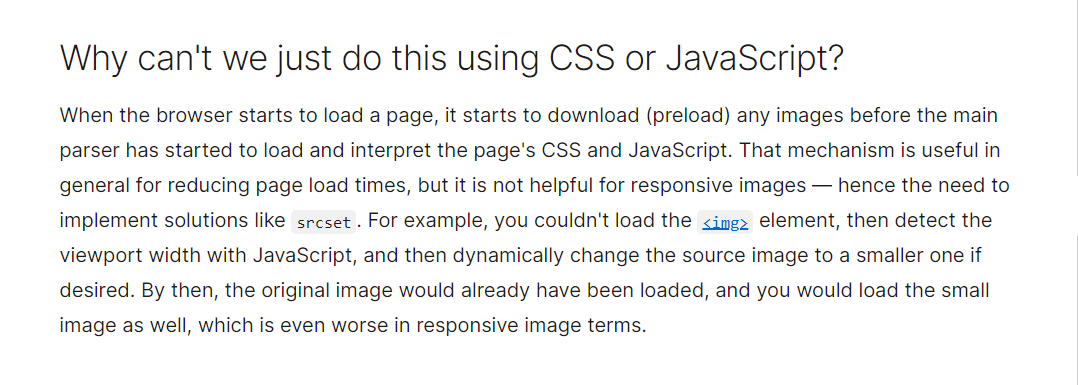 Why can't we just do this using CSS or JavaScript?
When the browser starts to load a page, it starts to download (preload) any images before the main
parser has started to load and interpret the page's CSS and JavaScript. That mechanism is useful in
general for reducing page load times, but it is not helpful for responsive images — hence the need to
implement solutions like srcset. For example, you couldn't load the <img> element, then detect the
viewport width with JavaScript, and then dynamically change the source image to a smaller one if
desired. By then, the original image would already have been loaded, and you would load the small
image as well, which is even worse in responsive image terms.